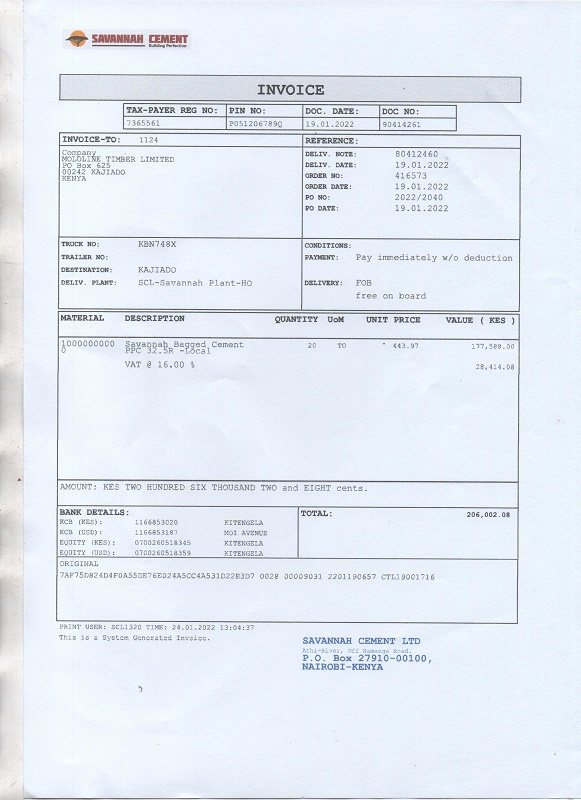 SAVANNAH CEMENT
Building Perfection
INVOICE
TAX-PAYER REG NO: PIN NO: DOC. DATE: DOC NO:
7365561 P051206789Q 19.01.2022 90414261
INVOICE-TO: 1124
Company
MOLOLINE TIMBER LIMITED
PO Box 625
00242 KAJIADO
KENYA
REFERENCE:
DELIV. NOTE: 80412460
DELIV. DATE: 19.01.2022
ORDER NO: 416573
ORDER DATE: 19.01.2022
PO NO: 2022/2040
PO DATE: 19.01.2022
TRUCK NO: KBN748X
TRAILER NO:
DESTINATION: KAJIADO
DELIV. PLANT: SCL-Savannah Plant-HO
CONDITIONS:
PAYMENT: Pay immediately w/o deduction
DELIVERY: FOB
free on board
MATERIAL DESCRIPTION QUANTITY UoM UNIT PRICE VALUE ( KES )
1000000000 Savannah Bagged Cement 20 TO 443.97 177,588.00
0 PPC 32.5R -Local
VAT @ 16.00 % 28,414.08
AMOUNT: KES TWO HUNDRED SIX THOUSAND TWO and EIGHT cents.
BANK DETAILS:
KCB (KES): 1166853020 KITENGELA
KCB (USD): 1166853187 MOI AVENUE
EQUITY (KES): 0700260518345 KITENGELA
EQUITY (USD): 0700260518359 KITENGELA
TOTAL: 206,002.08
ORIGINAL
7AF75D824D4F0A55DE76E024A5CC4A531D22E3D7 0028 00009031 2201190657 CTL19001716
PRINT USER: SCL1320 TIME: 24.01.2022 13:04:37
This is a System Generated Invoice.
SAVANNAH CEMENT LTD
Athi-River, Off Namanga Road.
P.O. Box 27910-00100,
NAIROBI-KENYA